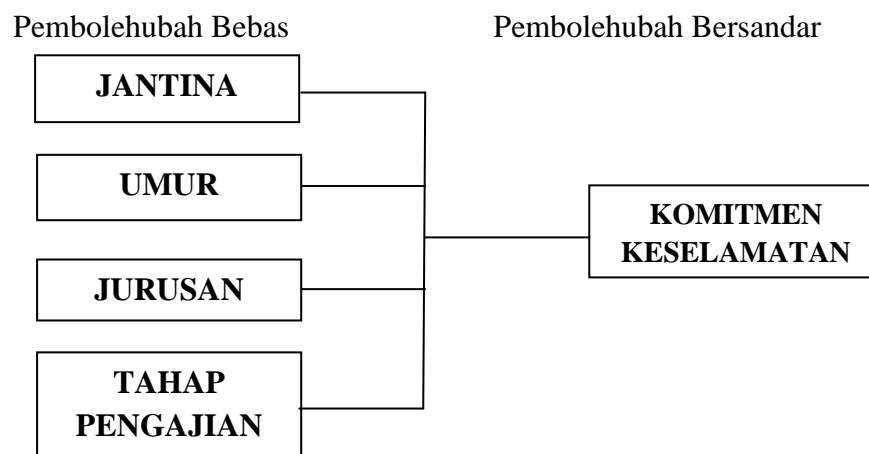 Pembolehubah Bebas
Pembolehubah Bersandar
JANTINA
UMUR
JURUSAN
TAHAP
PENGAJIAN
KOMITMEN
KESELAMATAN